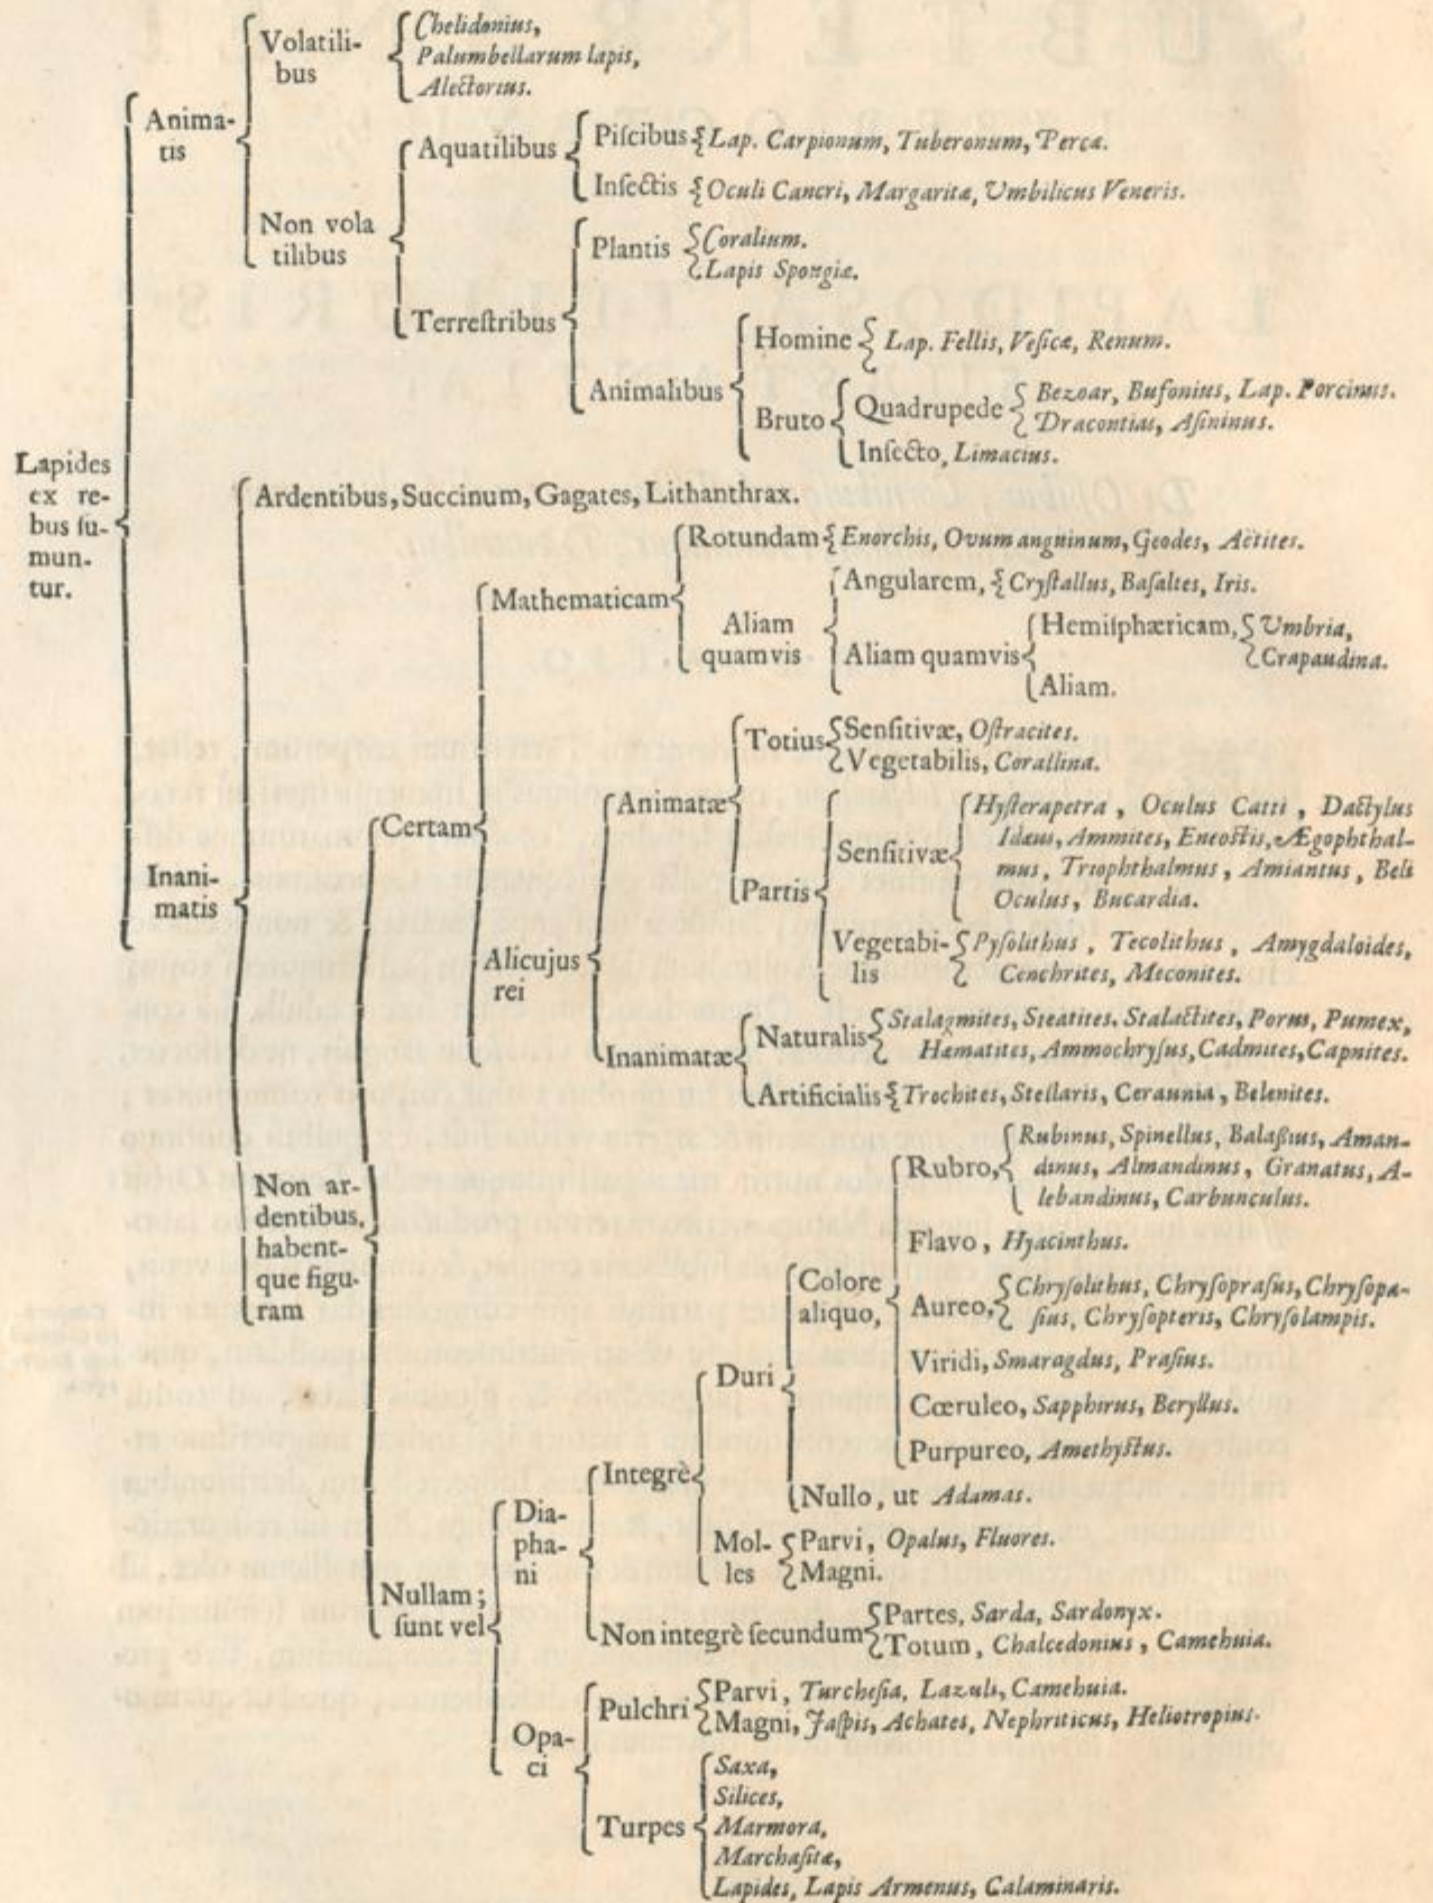 Lapides
ex re-
bus ſu-
mun-
tur.
Anima-
tis
Volatili-
bus
Chelidonius,
Palumbellarum lapis,
Alectorius.
Non vola
tilibus
Aquatilibus
Piſcibus Lap. Carpionum, Tuberonum, Percæ.
Inſectis Oculi Cancri, Margaritæ, Umbilicus Veneris.
Terreſtribus
Plantis
Coralium.
Lapis Spongiæ.
Animalibus
Homine Lap. Fellis, Veſicæ, Renum.
Bruto
Quadrupede
Bezoar, Bufonius, Lap. Porcinus.
Dracontias, Aſininus.
Inſecto, Limacius.
Inani-
matis
Ardentibus, Succinum, Gagates, Lithanthrax.
Non ar-
dentibus,
habent-
que figu-
ram
Certam
Mathematicam
Rotundam Enorchis, Ovum anguinum, Geodes, Aëtites.
Aliam
quamvis
Angularem, Cryſtallus, Baſaltes, Iris.
Aliam quamvis
Hemiſphæricam,
Umbria,
Crapaudina.
Aliam.
Alicujus
rei
Animatæ
Totius
Senſitivæ, Oſtracites.
Vegetabilis, Corallina.
Partis
Senſitivæ
Hyſterapetra, Oculus Catti, Dactylus
Idæus, Ammites, Eneoſtis, Ægophthal-
mus, Triophthalmus, Amiantus, Beli
Oculus, Bucardia.
Vegetabi-
lis
Pyſolithus, Tecolithus, Amygdaloides,
Cenchrites, Meconites.
Inanimatæ
Naturalis
Stalagmites, Steatites. Stalactites, Porus, Pumex,
Hæmatites, Ammochryſus, Cadmites, Capnites.
Artificialis Trochites, Stellaris, Ceraunia, Belenites.
Nullam;
ſunt vel
Dia-
pha-
ni
Integrè
Duri
Colore
aliquo,
Rubro,
Rubinus, Spinellus, Balaßius, Aman-
dinus, Almandinus, Granatus, A-
lebandinus, Carbunculus.
Flavo, Hyacinthus.
Aureo,
Chryſolithus, Chryſopraſus, Chryſopa-
ſius, Chryſopteris, Chryſolampis.
Viridi, Smaragdus, Praſius.
Cœruleo, Sapphirus, Beryllus.
Purpureo, Amethyſtus.
Nullo, ut Adamas.
Mol-
les
Parvi, Opalus, Fluores.
Magni.
Non integrè ſecundum
Partes, Sarda, Sardonyx.
Totum, Chalcedonius, Camehuia.
Opa-
ci
Pulchri
Parvi, Turcheſia, Lazuli, Camehuia.
Magni, Jaſpis, Achates, Nephriticus, Heliotropius.
Turpes
Saxa,
Silices,
Marmora,
Marchaſitæ,
Lapides, Lapis Armenus, Calaminaris.